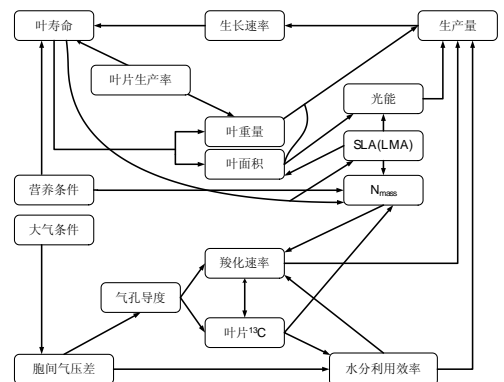 叶寿命
生长速率
生产量
叶片生产率
光能
叶重量
SLA(LMA)
叶面积
营养条件
Nmass
大气条件
羧化速率
气孔导度
叶片¹³C
胞间气压差
水分利用效率